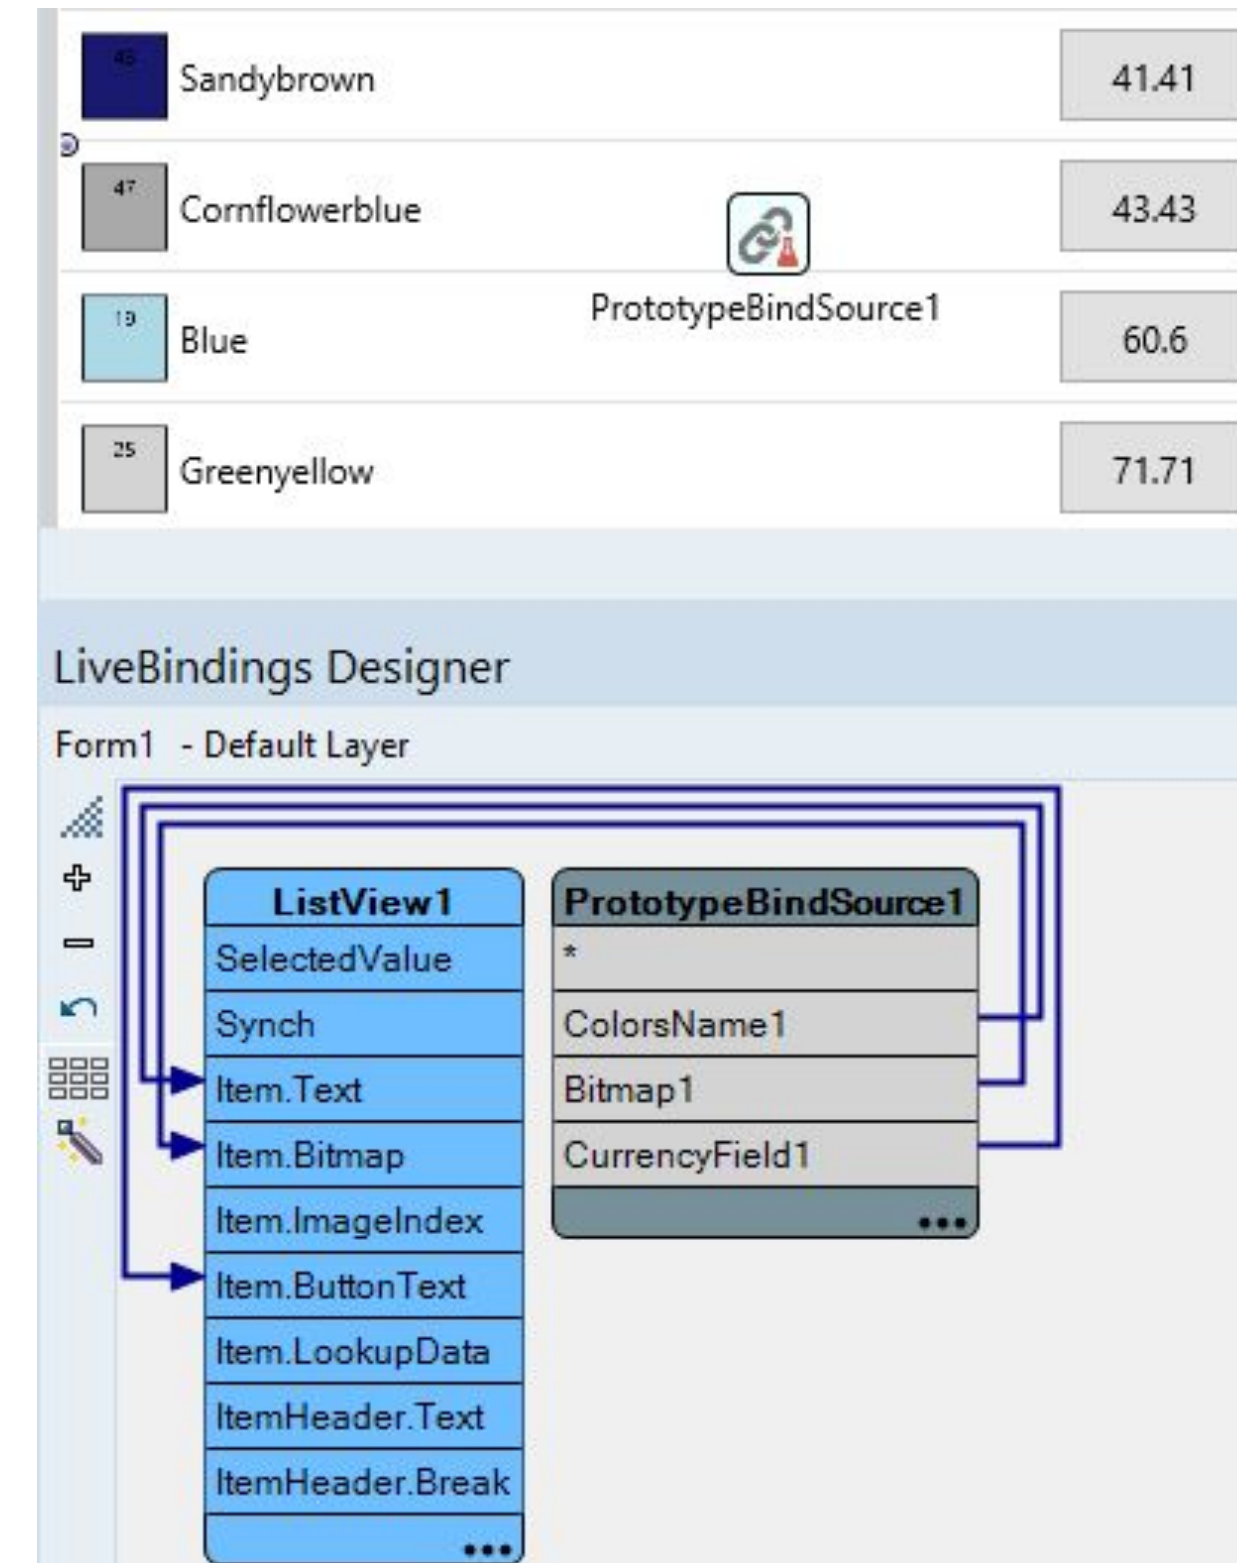 Sandybrown 41.41
47 Cornflowerblue 43.43
PrototypeBindSource1
19 Blue 60.6
25 Greenyellow 71.71
LiveBindings Designer
Form1 - Default Layer
ListView1
SelectedValue
Synch
Item.Text
Item.Bitmap
Item.ImageIndex
Item.ButtonText
Item.LookupData
ItemHeader.Text
ItemHeader.Break
•••
PrototypeBindSource1
*
ColorsName1
Bitmap1
CurrencyField1
•••